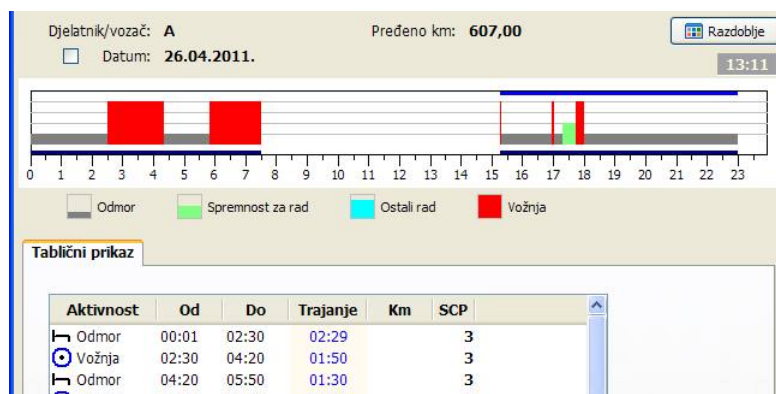 Djelatnik/vozač: A Pređeno km: 607,00 Razdoblje
Datum: 26.04.2011.
13:11
0 1 2 3 4 5 6 7 8 9 10 11 12 13 14 15 16 17 18 19 20 21 22 23
Odmor Spremnost za rad Ostali rad Vožnja
Tablični prikaz
Aktivnost Od Do Trajanje Km SCP
Odmor 00:01 02:30 02:29 3
Vožnja 02:30 04:20 01:50 3
Odmor 04:20 05:50 01:30 3